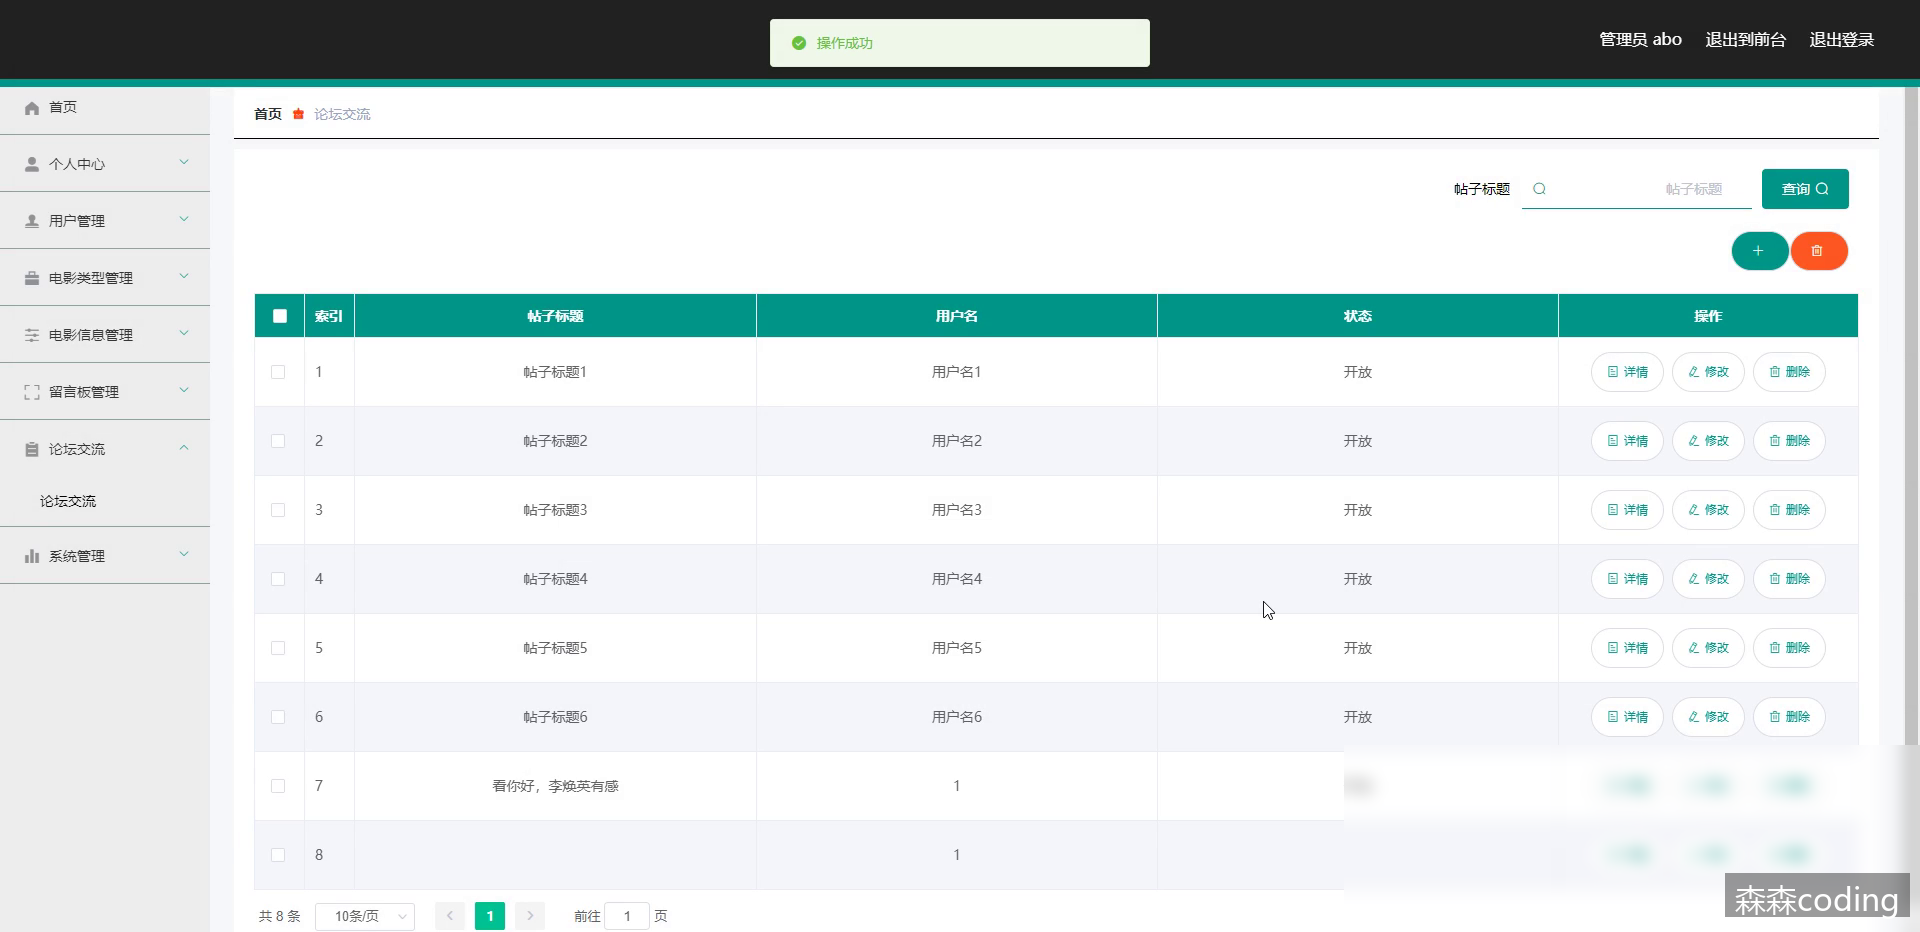 操作成功
管理员 abo 退出到前台 退出登录
首页
个人中心
用户管理
电影类型管理
电影信息管理
留言板管理
论坛交流
论坛交流
系统管理
首页 论坛交流
帖子标题 帖子标题 查询
索引 帖子标题 用户名 状态 操作
1 帖子标题1 用户名1 开放 详情 修改 删除
2 帖子标题2 用户名2 开放 详情 修改 删除
3 帖子标题3 用户名3 开放 详情 修改 删除
4 帖子标题4 用户名4 开放 详情 修改 删除
5 帖子标题5 用户名5 开放 详情 修改 删除
6 帖子标题6 用户名6 开放 详情 修改 删除
7 看你好，李焕英有感 1
8 1
共 8 条 10条/页 1 前往 1 页
森森coding